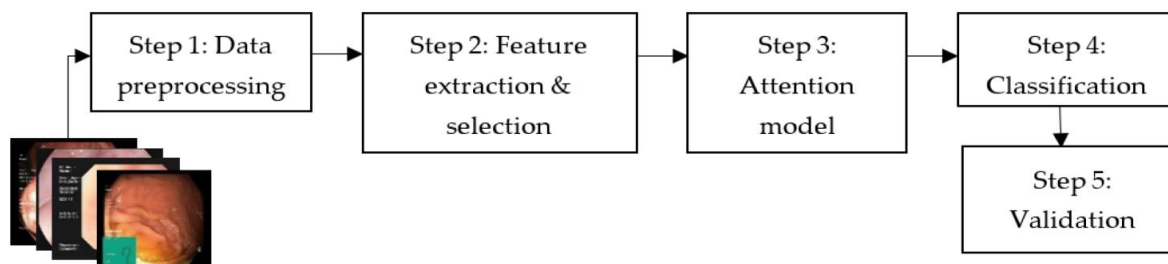 Step 1: Data
preprocessing
Step 2: Feature
extraction &
selection
Step 3:
Attention
model
Step 4:
Classification
Step 5:
Validation